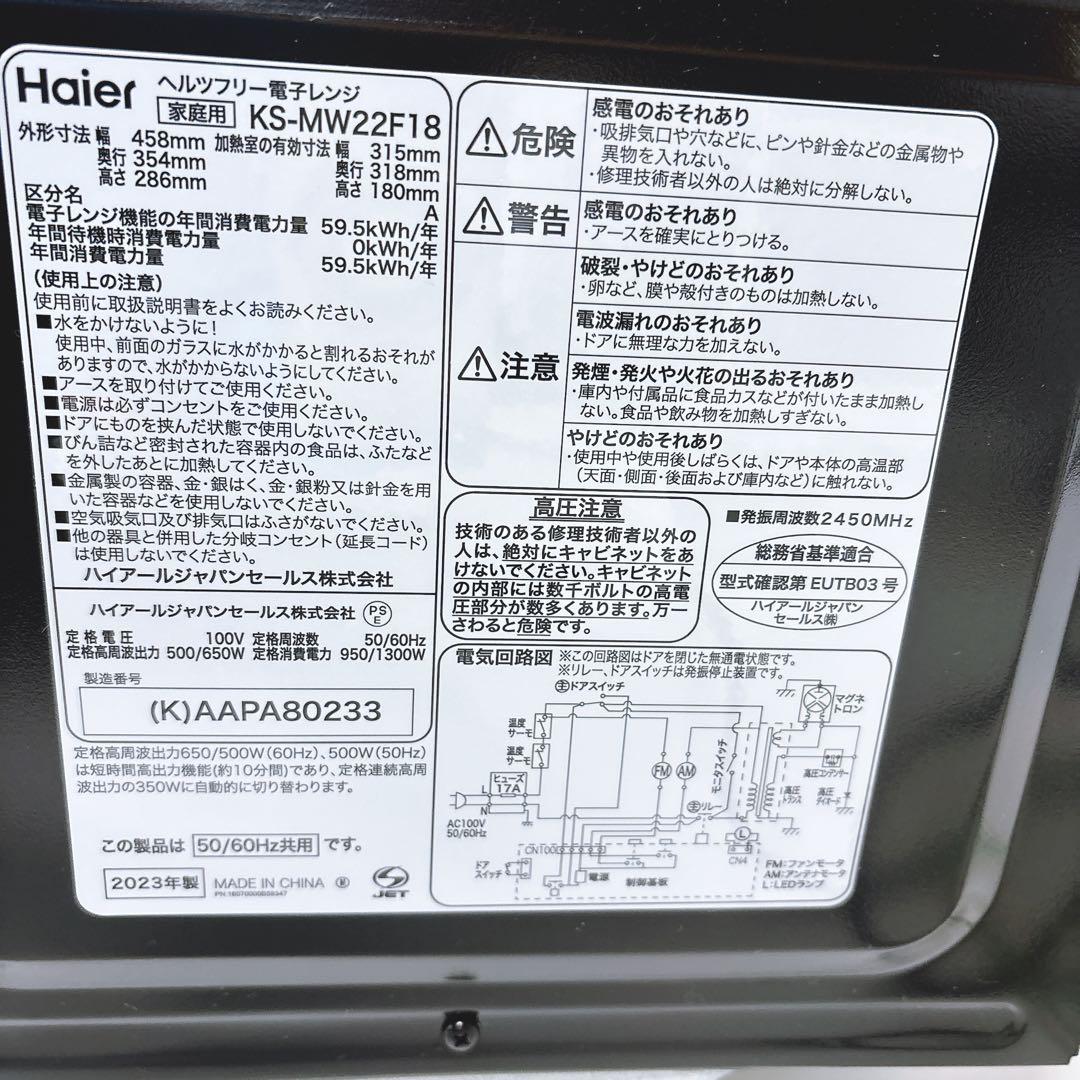 Haier
ヘルツフリー電子レンジ
家庭用 KS-MW22F18
外形寸法 幅 458mm 加熱室の有効寸法 幅 315mm
奥行 354mm 奥行 318mm
高さ 286mm 高さ 180mm
区分名 A
電子レンジ機能の年間消費電力量 59.5kWh/年
年間待機時消費電力量 0kWh/年
年間消費電力量 59.5kWh/年
(使用上の注意)
使用前に取扱説明書をよくお読みください。
■水をかけないように!
使用中、前面のガラスに水がかかると割れるおそれが
ありますので、水がかからないようにしてください。
■アースを取り付けてご使用ください。
■電源は必ずコンセントをご使用ください。
■ドアにものを挟んだ状態で使用しないでください。
■びん詰など密封された容器内の食品は、ふたなど
を外したあとに加熱してください。
■金属製の容器、金・銀はく、金・銀粉又は針金を用
いた容器などを使用しないでください。
■空気吸気口及び排気口はふさがないでください。
■他の器具と併用した分岐コンセント(延長コード)
は使用しないでください。
ハイアールジャパンセールス株式会社
ハイアールジャパンセールス株式会社 PSE
定格電圧 100V 定格周波数 50/60Hz
定格高周波出力 500/650W 定格消費電力 950/1300W
製造番号
(K)AAPA80233
定格高周波出力650/500W(60Hz)、500W(50Hz)
は短時間高出力機能(約10分間)であり、定格連続高周
波出力の350Wに自動的に切り替わります。
この製品は 50/60Hz共用 です。
2023年製 MADE IN CHINA
JET
危険
感電のおそれあり
・吸排気口や穴などに、ピンや針金などの金属物や
異物を入れない。
・修理技術者以外の人は絶対に分解しない。
警告
感電のおそれあり
・アースを確実にとりつける。
注意
破裂・やけどのおそれあり
・卵など、膜や殻付きのものは加熱しない。
電波漏れのおそれあり
・ドアに無理な力を加えない。
発煙・発火や火花の出るおそれあり
・庫内や付属品に食品カスなどが付いたまま加熱し
ない。食品や飲み物を加熱しすぎない。
やけどのおそれあり
・使用中や使用後しばらくは、ドアや本体の高温部
(天面・側面・後面および庫内など)に触れない。
高圧注意
技術のある修理技術者以外の
人は、絶対にキャビネットをあ
けないでください。キャビネット
の内部には数千ボルトの高電
圧部分が数多くあります。万一
さわると危険です。
■発振周波数2450MHz
総務省基準適合
型式確認第 EUTB03 号
ハイアールジャパン
セールス㈱
電気回路図 ※この回路図はドアを閉じた無通電状態です。
※リレー、ドアスイッチは発振停止装置です。
主ドアスイッチ
マグネ
トロン
温度
サーモ
温度
サーモ
ヒューズ
17A
L
N
AC100V
50/60Hz
FM
AM
モニタスイッチ
主リレー
高圧コンデンサー
高圧
トランス
高圧
ダイオード
L
CN100
CN4
ドア
スイッチ
FM:ファンモータ
AM:アンテナモータ
L:LEDランプ